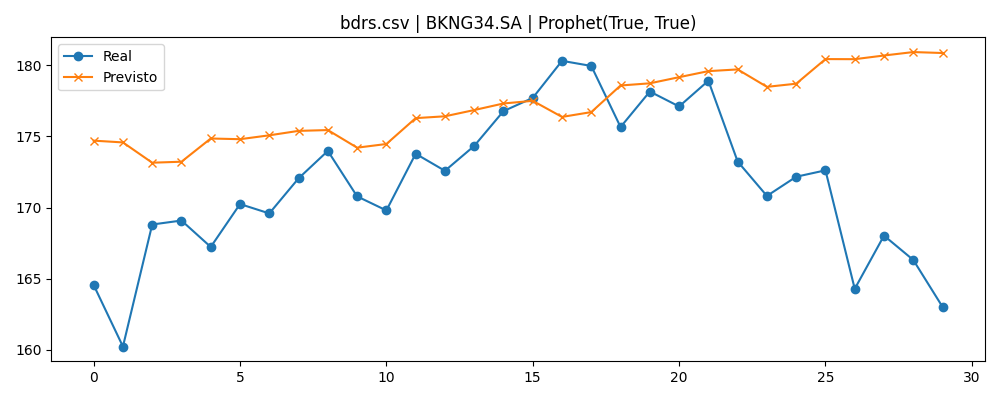 bdrs.csv | BKNG34.SA | Prophet(True, True)
Real
Previsto
180
175
170
165
160
0 5 10 15 20 25 30